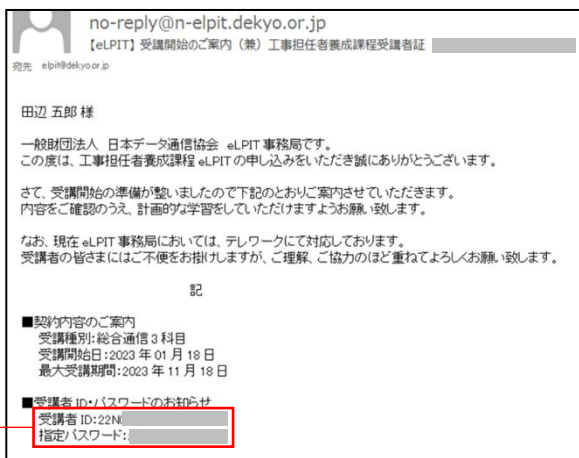 no-reply@n-elpit.dekyo.or.jp
【eLPIT】受講開始のご案内（兼）工事担任者養成課程受講者証
宛先 elpit@dekyo.or.jp
田辺 五郎 様
一般財団法人 日本データ通信協会 eLPIT 事務局です。
この度は、工事担任者養成課程 eLPIT の申し込みをいただき誠にありがとうございます。
さて、受講開始の準備が整いましたので下記のとおりご案内させていただきます。
内容をご確認のうえ、計画的な学習をしていただけますようお願い致します。
なお、現在 eLPIT 事務局においては、テレワークにて対応しております。
受講者の皆さまにはご不便をお掛けしますが、ご理解、ご協力のほど重ねてよろしくお願い致します。
記
■契約内容のご案内
受講種別:総合通信 3 科目
受講開始日:2023 年 01 月 18 日
最大受講期間:2023 年 11 月 18 日
■受講者 ID・パスワードのお知らせ
受講者 ID:22N
指定パスワード: